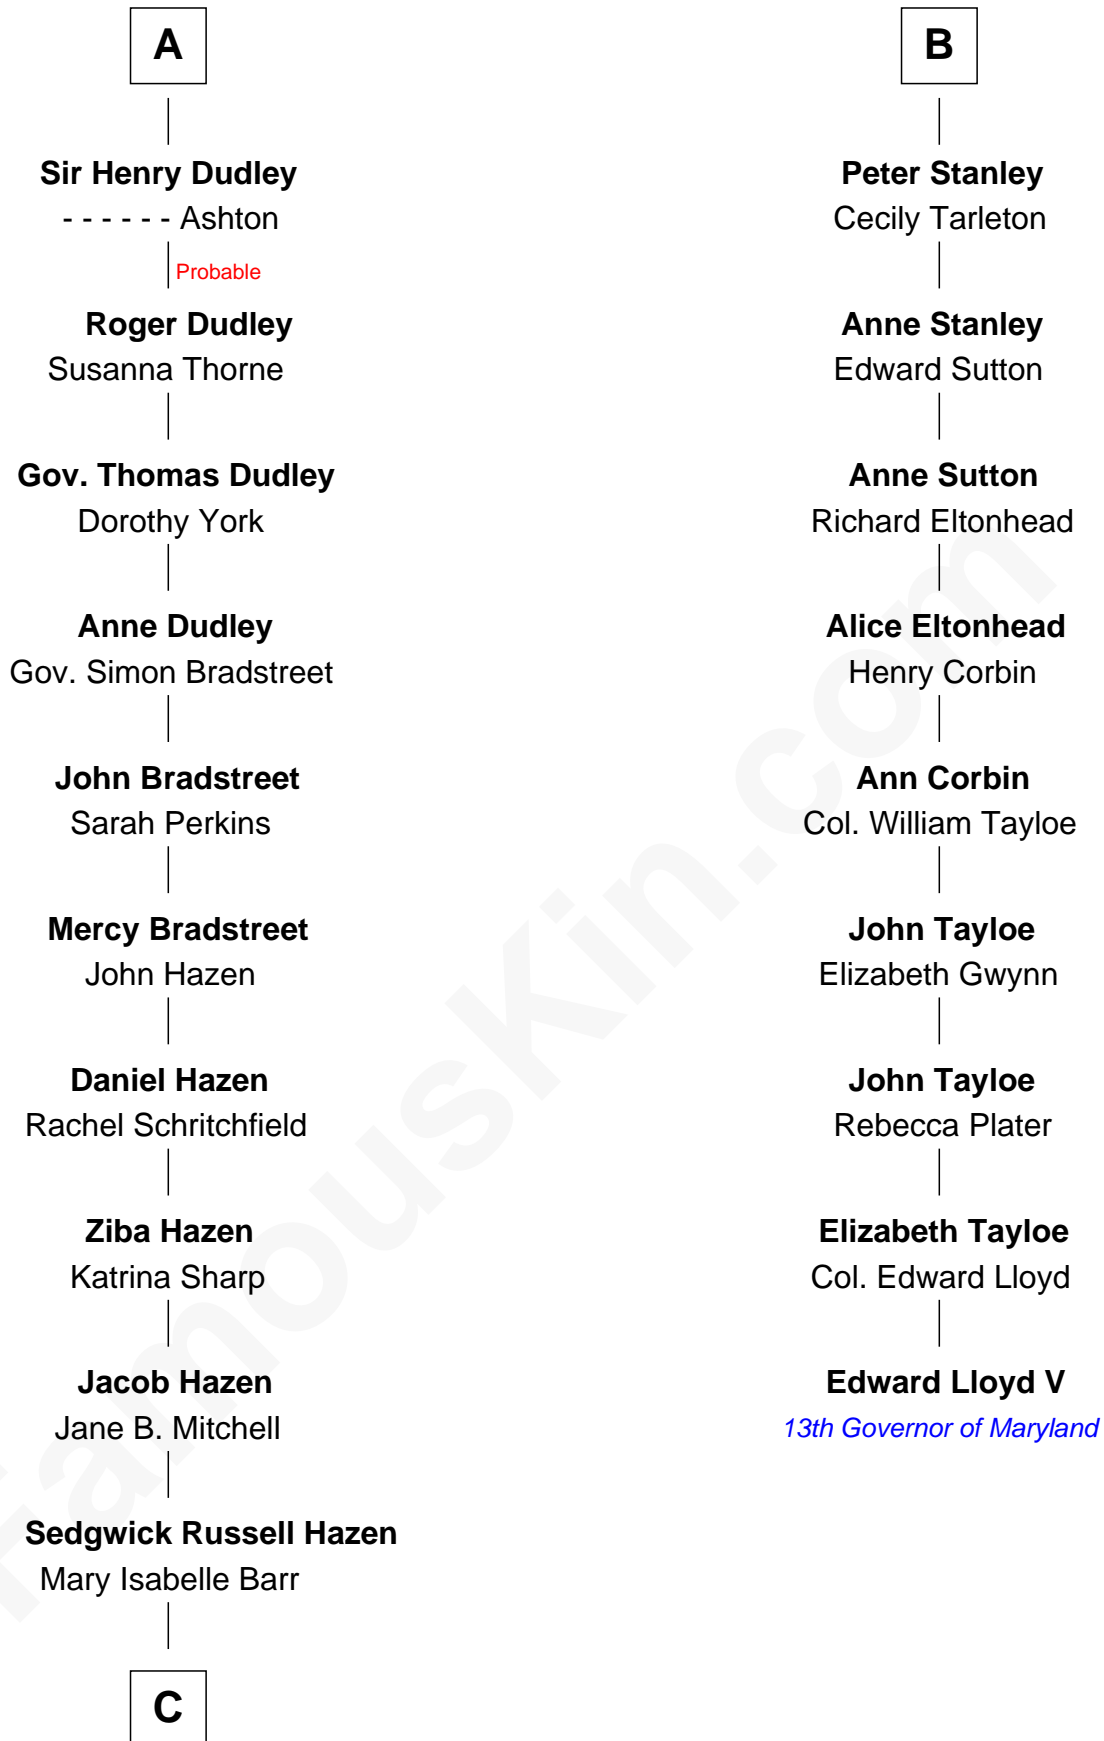 A
Sir Henry Dudley
- - - - - - Ashton
Probable
Roger Dudley
Susanna Thorne
Gov. Thomas Dudley
Dorothy York
Anne Dudley
Gov. Simon Bradstreet
John Bradstreet
Sarah Perkins
Mercy Bradstreet
John Hazen
Daniel Hazen
Rachel Schritchfield
Ziba Hazen
Katrina Sharp
Jacob Hazen
Jane B. Mitchell
Sedgwick Russell Hazen
Mary Isabelle Barr
C
B
Peter Stanley
Cecily Tarleton
Anne Stanley
Edward Sutton
Anne Sutton
Richard Eltonhead
Alice Eltonhead
Henry Corbin
Ann Corbin
Col. William Tayloe
John Tayloe
Elizabeth Gwynn
John Tayloe
Rebecca Plater
Elizabeth Tayloe
Col. Edward Lloyd
Edward Lloyd V
13th Governor of Maryland
FamousKin.com